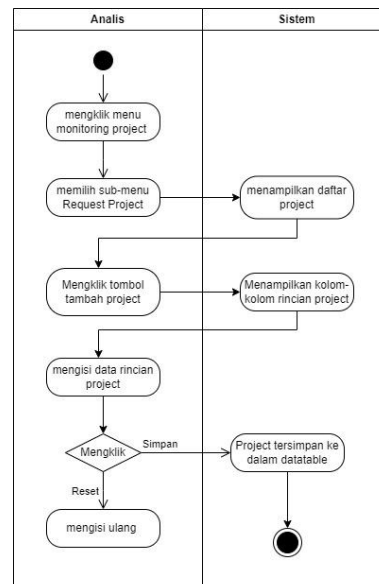 Analis
Sistem
mengklik menu
monitoring project
memilih sub-menu
Request Project
menampilkan daftar
project
Mengklik tombol
tambah project
Menampilkan kolom-
kolom rincian project
mengisi data rincian
project
Mengklik
Simpan
Project tersimpan ke
dalam datatable
Reset
mengisi ulang